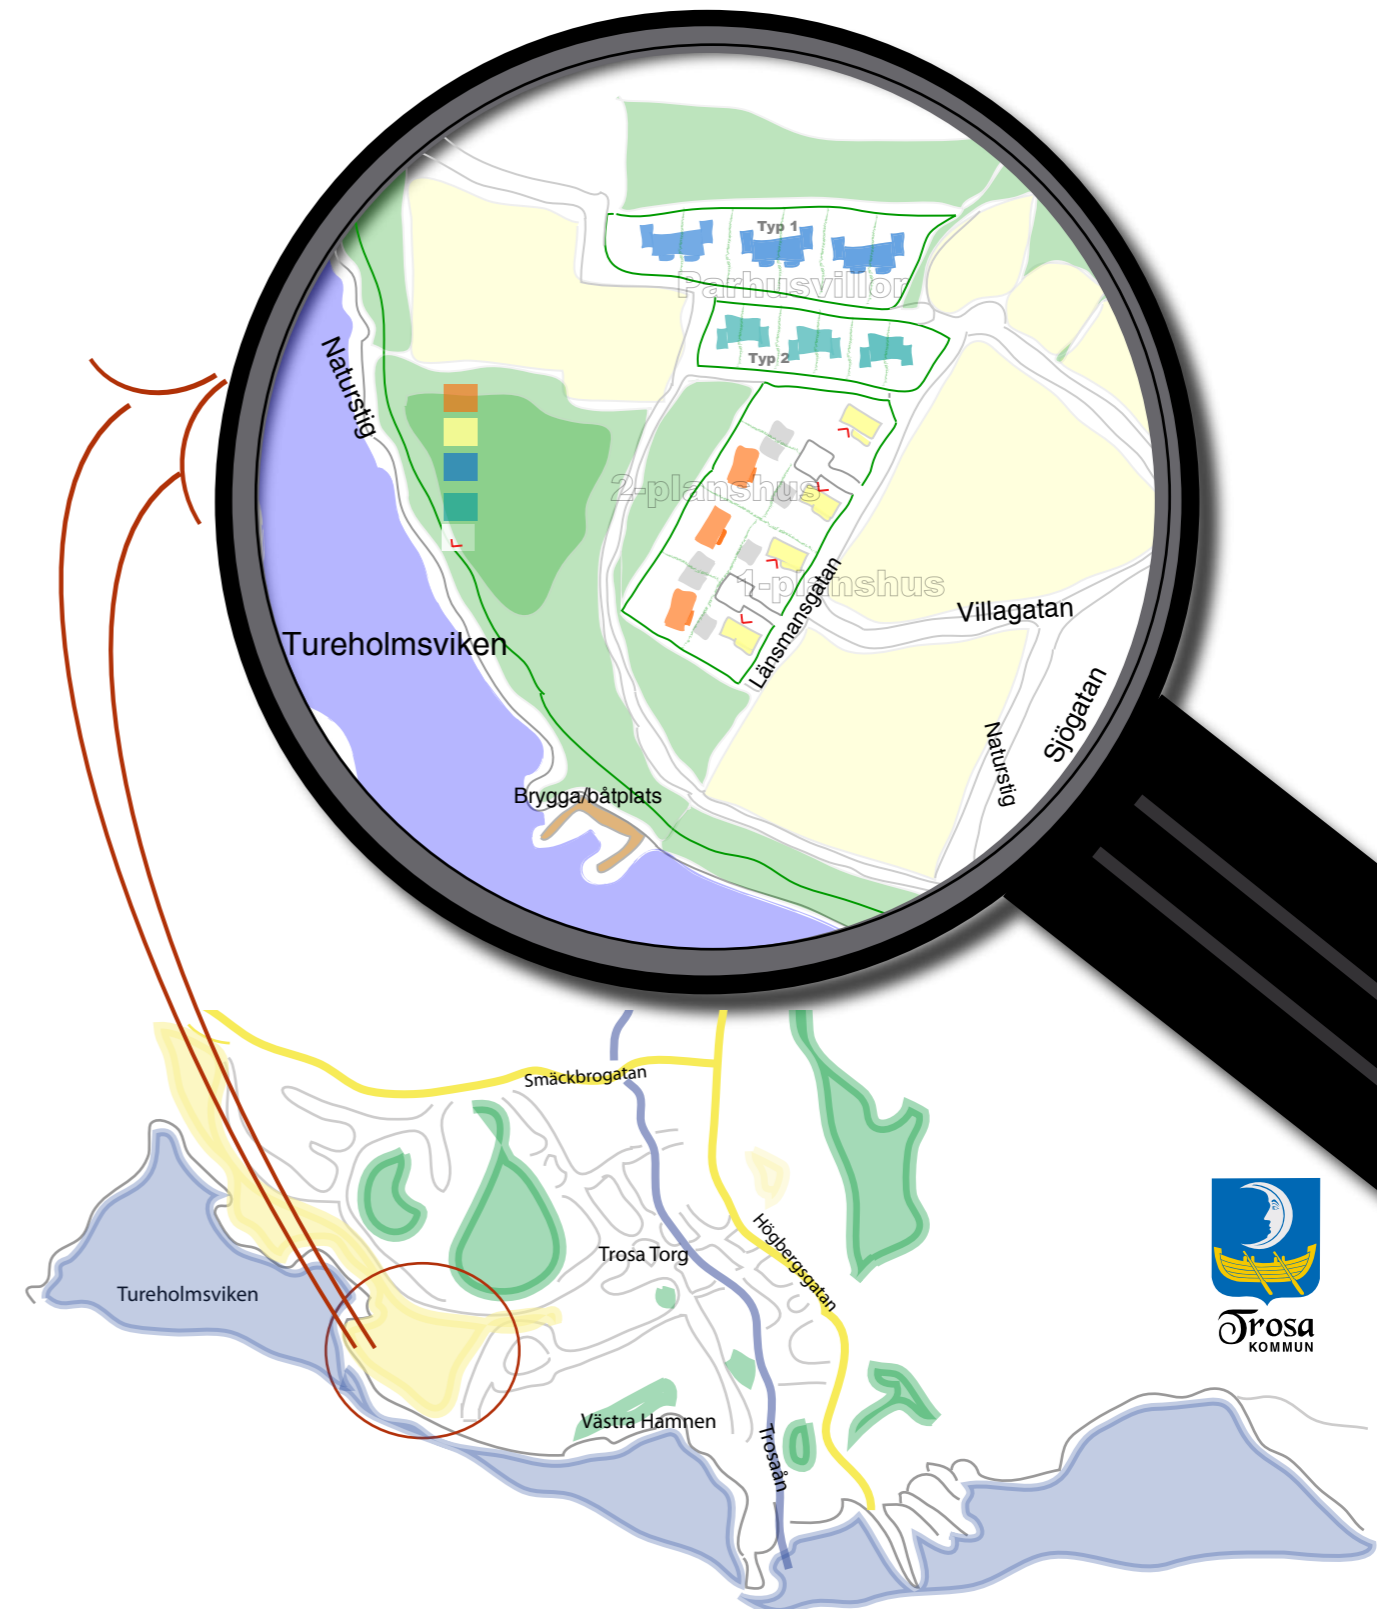 Typ 1
Parhusvillor
Typ 2
Naturstig
2-planshus
1-planshus
Länsmansgatan
Villagatan
Tureholmsviken
Sjögatan
Naturstig
Brygga/båtplats
Smäckbrogatan
Högbergsgatan
Trosa Torg
Tureholmsviken
Västra Hamnen
Trosaån
Trosa
KOMMUN